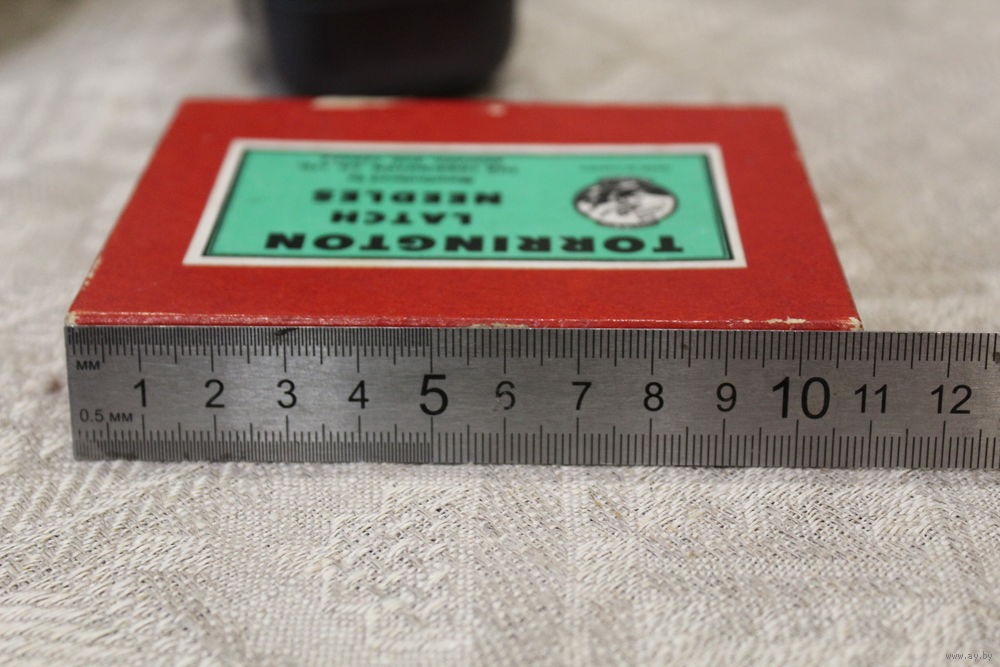 TORRINGTON
LATCH
NEEDLES
мм
1 2 3 4 5 6 7 8 9 10 11 12
0.5 мм
www.ay.by